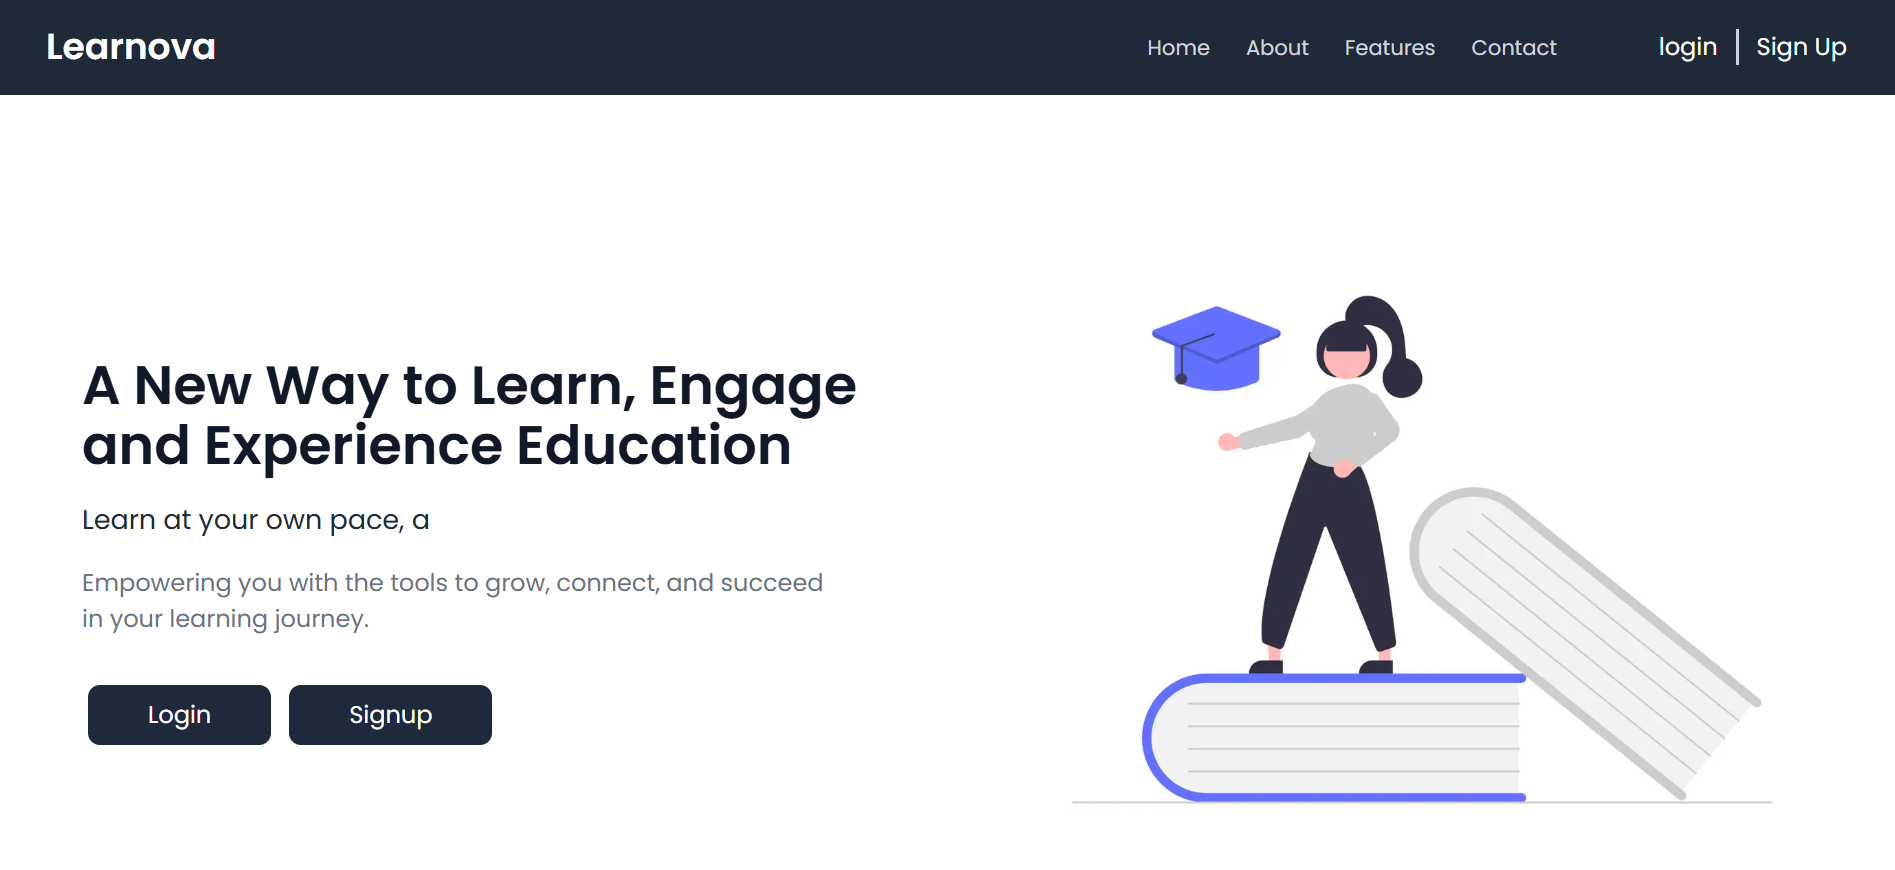 Learnova
Home About Features Contact login Sign Up
A New Way to Learn, Engage
and Experience Education
Learn at your own pace, a
Empowering you with the tools to grow, connect, and succeed
in your learning journey.
Login Signup